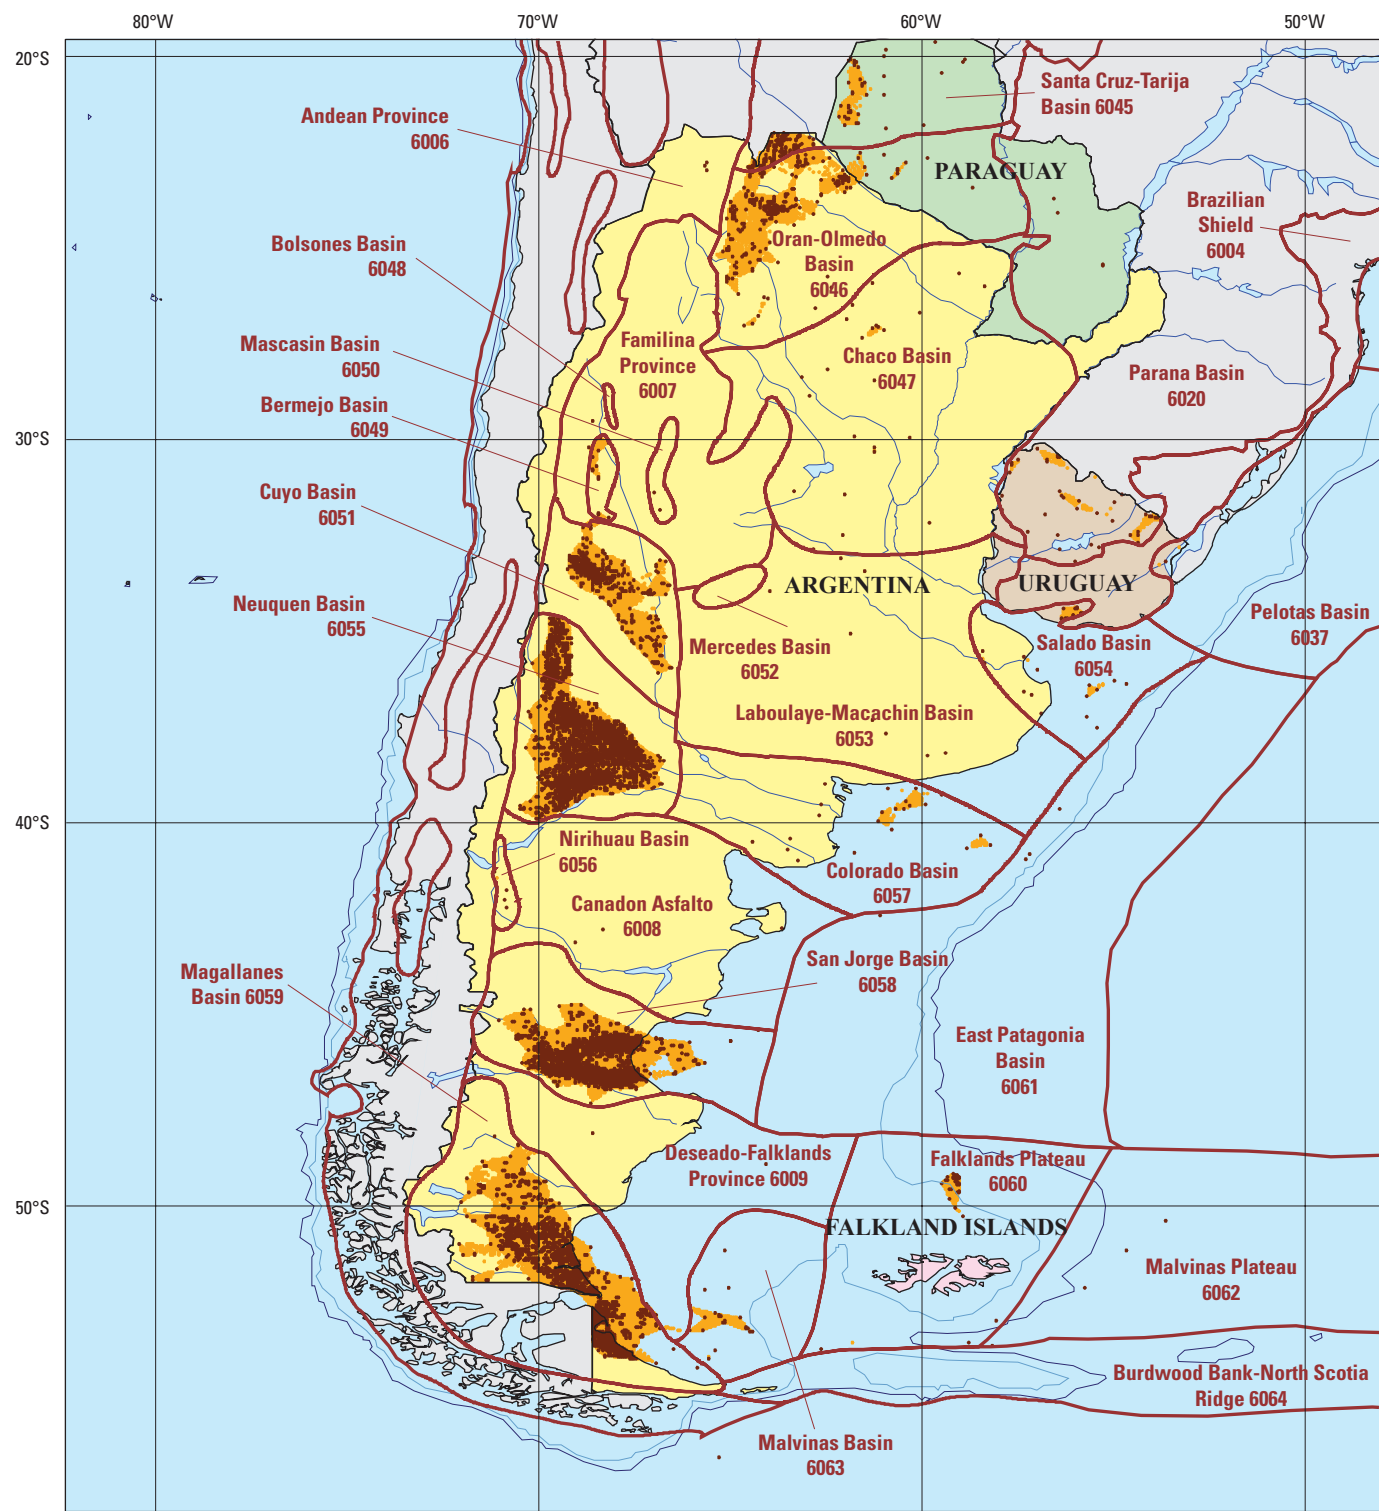 80°W
70°W
60°W
50°W
20°S
Santa Cruz-Tarija
Basin 6045
Andean Province
6006
PARAGUAY
Brazilian
Shield
6004
Bolsones Basin
6048
Oran-Olmedo
Basin
6046
Mascasin Basin
6050
Familina
Province
6007
Chaco Basin
6047
Parana Basin
6020
Bermejo Basin
6049
30°S
Cuyo Basin
6051
ARGENTINA
URUGUAY
Neuquen Basin
6055
Pelotas Basin
6037
Mercedes Basin
6052
Salado Basin
6054
Laboulaye-Macachin Basin
6053
40°S
Nirihuau Basin
6056
Colorado Basin
6057
Canadon Asfalto
6008
San Jorge Basin
6058
Magallanes
Basin 6059
East Patagonia
Basin
6061
Deseado-Falklands
Province 6009
Falklands Plateau
6060
50°S
FALKLAND ISLANDS
Malvinas Plateau
6062
Burdwood Bank-North Scotia
Ridge 6064
Malvinas Basin
6063